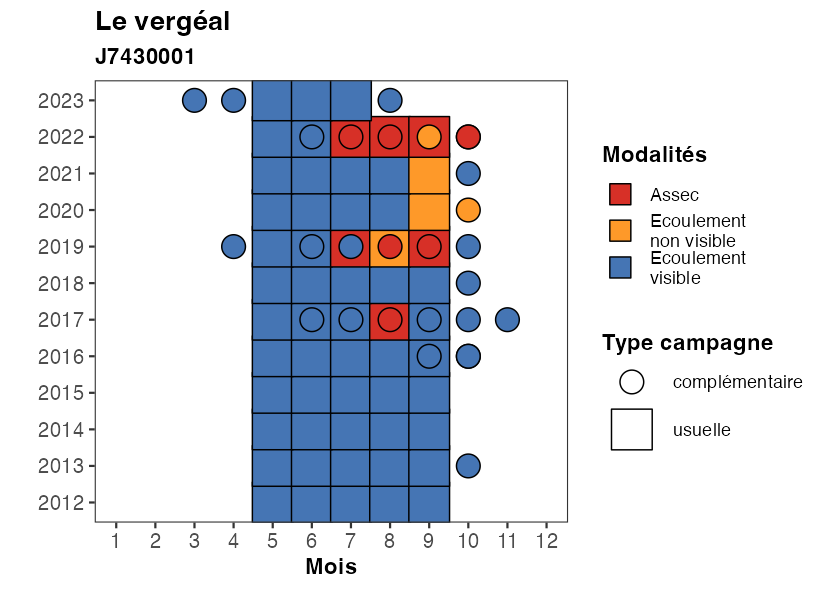 Le vergéal
J7430001
2023
2022
2021
2020
2019
2018
2017
2016
2015
2014
2013
2012
1 2 3 4 5 6 7 8 9 10 11 12
Mois
Modalités
Assec
Ecoulement
non visible
Ecoulement
visible
Type campagne
complémentaire
usuelle